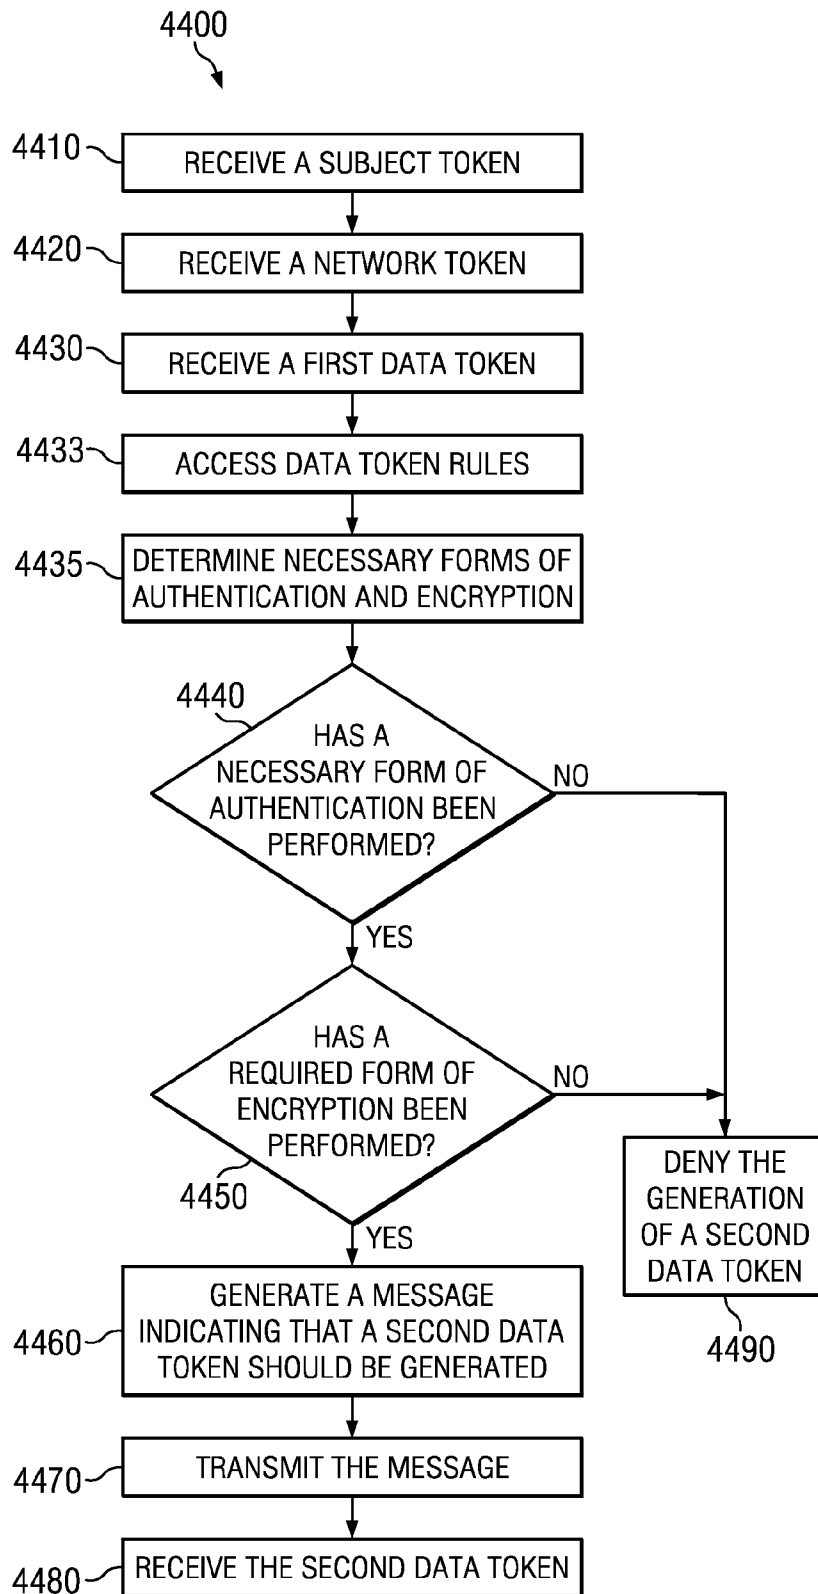 4400
4410
RECEIVE A SUBJECT TOKEN
4420
RECEIVE A NETWORK TOKEN
4430
RECEIVE A FIRST DATA TOKEN
4433
ACCESS DATA TOKEN RULES
4435
DETERMINE NECESSARY FORMS OF
AUTHENTICATION AND ENCRYPTION
4440
HAS A
NECESSARY FORM OF
AUTHENTICATION BEEN
PERFORMED?
NO
YES
HAS A
REQUIRED FORM OF
ENCRYPTION BEEN
PERFORMED?
NO
4450
YES
DENY THE
GENERATION
OF A SECOND
DATA TOKEN
4490
GENERATE A MESSAGE
INDICATING THAT A SECOND DATA
TOKEN SHOULD BE GENERATED
4460
4470
TRANSMIT THE MESSAGE
4480
RECEIVE THE SECOND DATA TOKEN